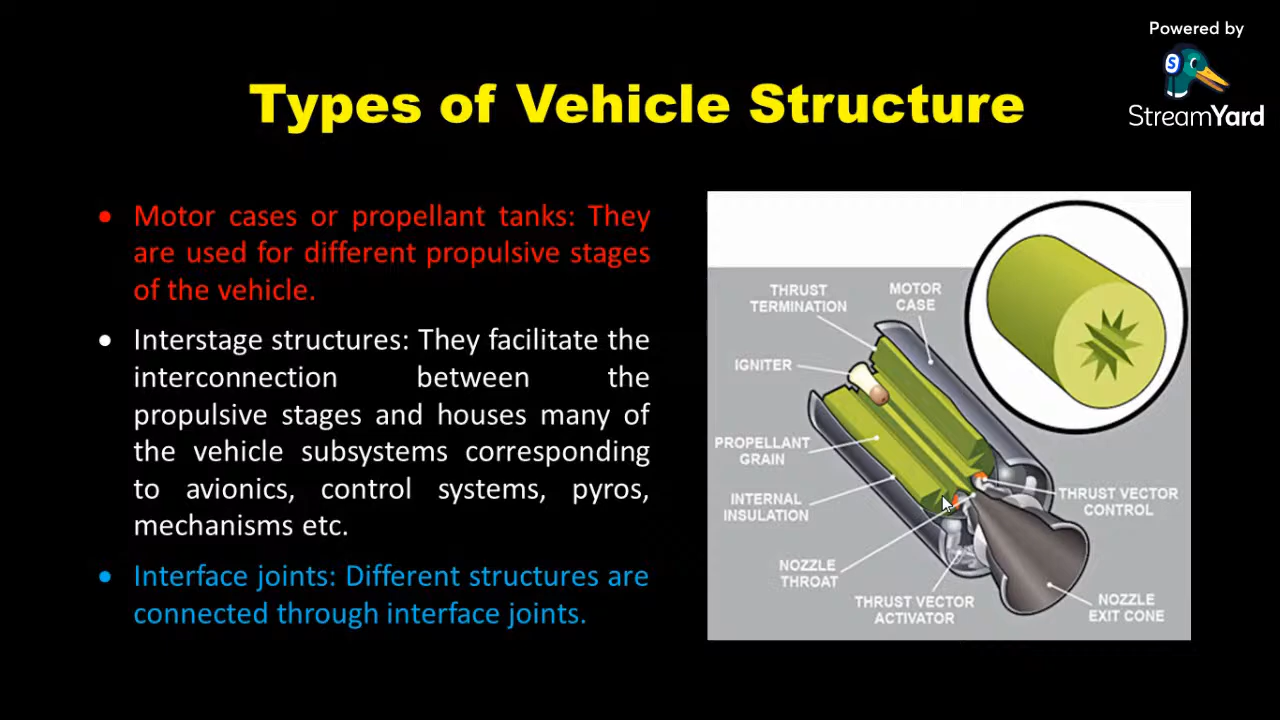 Powered by
StreamYard
Types of Vehicle Structure
• Motor cases or propellant tanks: They
are used for different propulsive stages
of the vehicle.
• Interstage structures: They facilitate the
interconnection between the
propulsive stages and houses many of
the vehicle subsystems corresponding
to avionics, control systems, pyros,
mechanisms etc.
• Interface joints: Different structures are
connected through interface joints.
THRUST
TERMINATION
MOTOR
CASE
IGNITER
PROPELLANT
GRAIN
INTERNAL
INSULATION
NOZZLE
THROAT
THRUST VECTOR
ACTIVATOR
THRUST VECTOR
CONTROL
NOZZLE
EXIT CONE